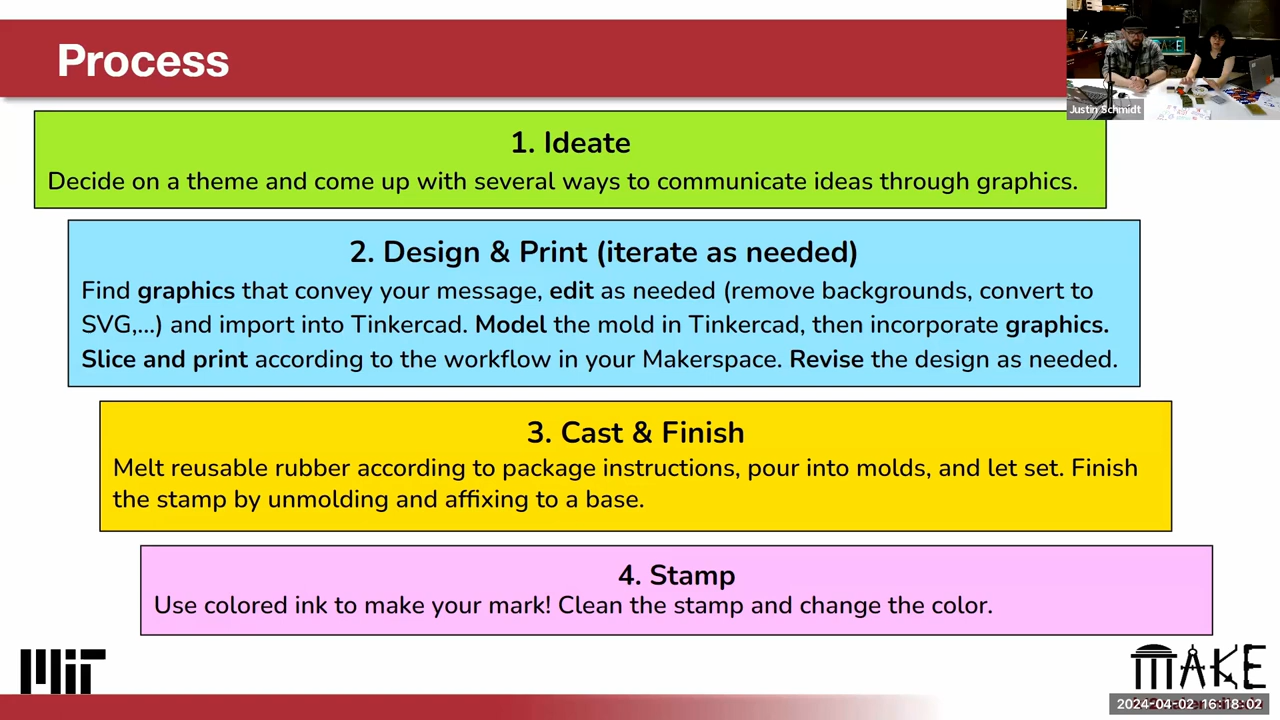 Process
MAKE
Justin Schmidt
1. Ideate
Decide on a theme and come up with several ways to communicate ideas through graphics.
2. Design & Print (iterate as needed)
Find graphics that convey your message, edit as needed (remove backgrounds, convert to
SVG,...) and import into Tinkercad. Model the mold in Tinkercad, then incorporate graphics.
Slice and print according to the workflow in your Makerspace. Revise the design as needed.
3. Cast & Finish
Melt reusable rubber according to package instructions, pour into molds, and let set. Finish
the stamp by unmolding and affixing to a base.
4. Stamp
Use colored ink to make your mark! Clean the stamp and change the color.
MIT
MAKE
2024-04-02 16:18:02